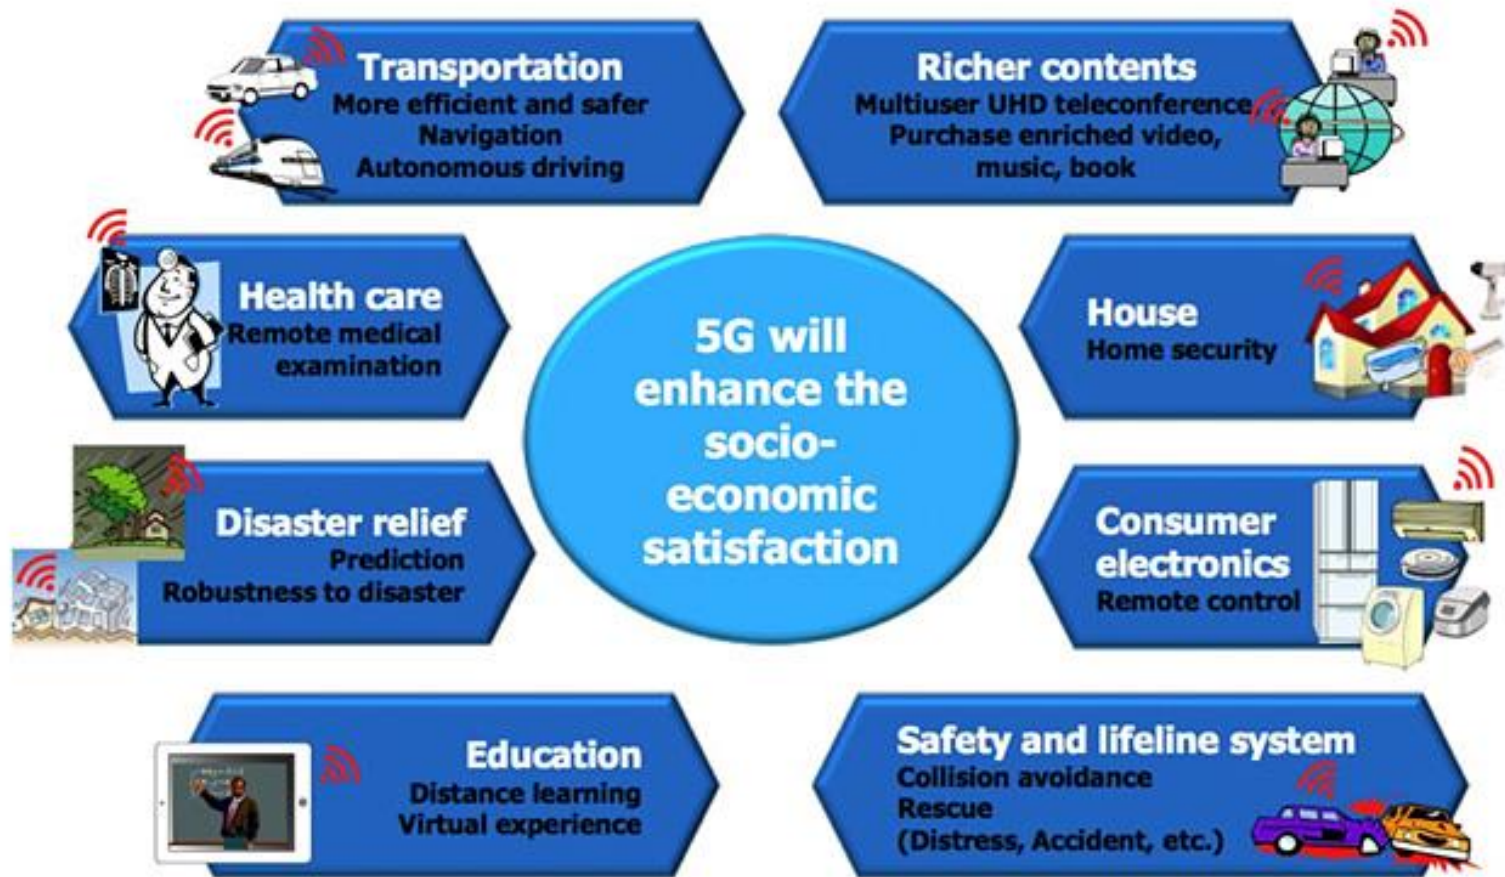 Transportation
More efficient and safer
Navigation
Autonomous driving
Richer contents
Multiuser UHD teleconference
Purchase enriched video,
music, book
Health care
Remote medical
examination
5G will
enhance the
socio-
economic
satisfaction
House
Home security
Disaster relief
Prediction
Robustness to disaster
Consumer
electronics
Remote control
Education
Distance learning
Virtual experience
Safety and lifeline system
Collision avoidance
Rescue
(Distress, Accident, etc.)